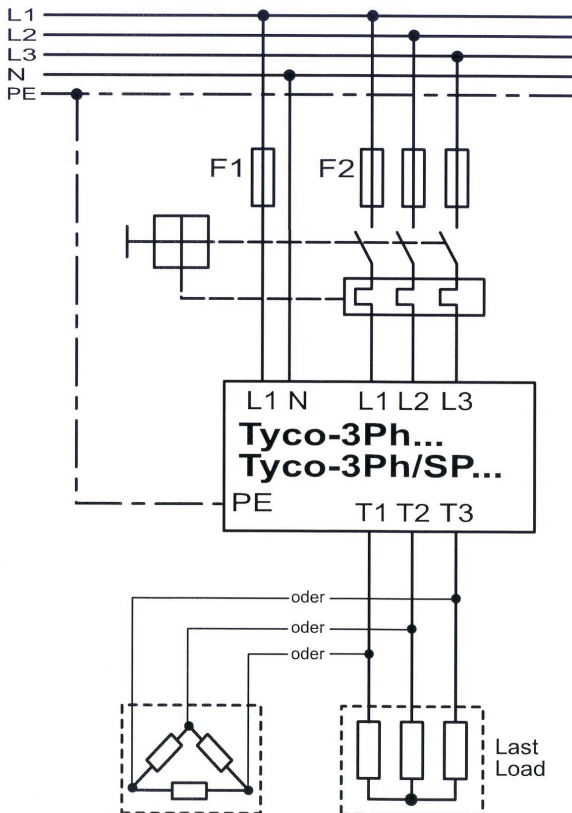 L1
L2
L3
N
PE
F1
F2
L1 N L1 L2 L3
Tyco-3Ph...
Tyco-3Ph/SP...
PE
T1 T2 T3
oder
oder
oder
Last
Load